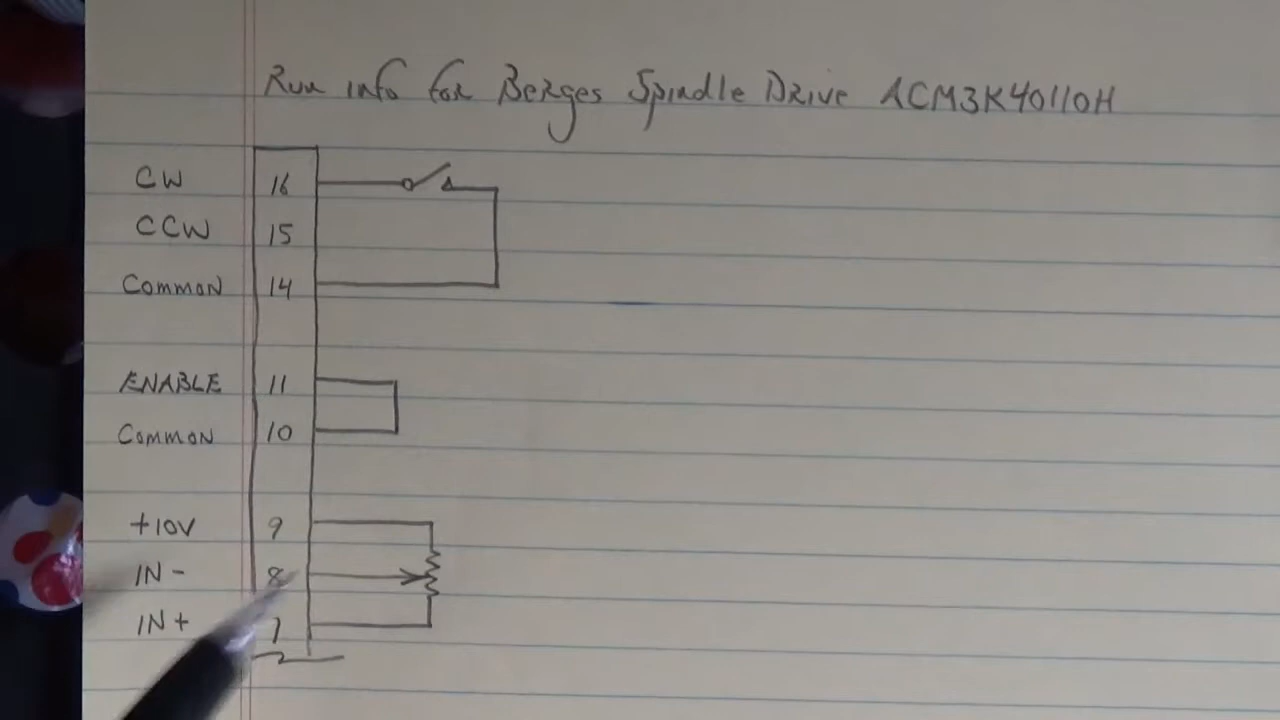 Run info for Berges Spindle Drive ACM3K40110H
CW 16
CCW 15
COMMON 14
ENABLE 11
COMMON 10
+10V 9
IN - 8
IN + 7